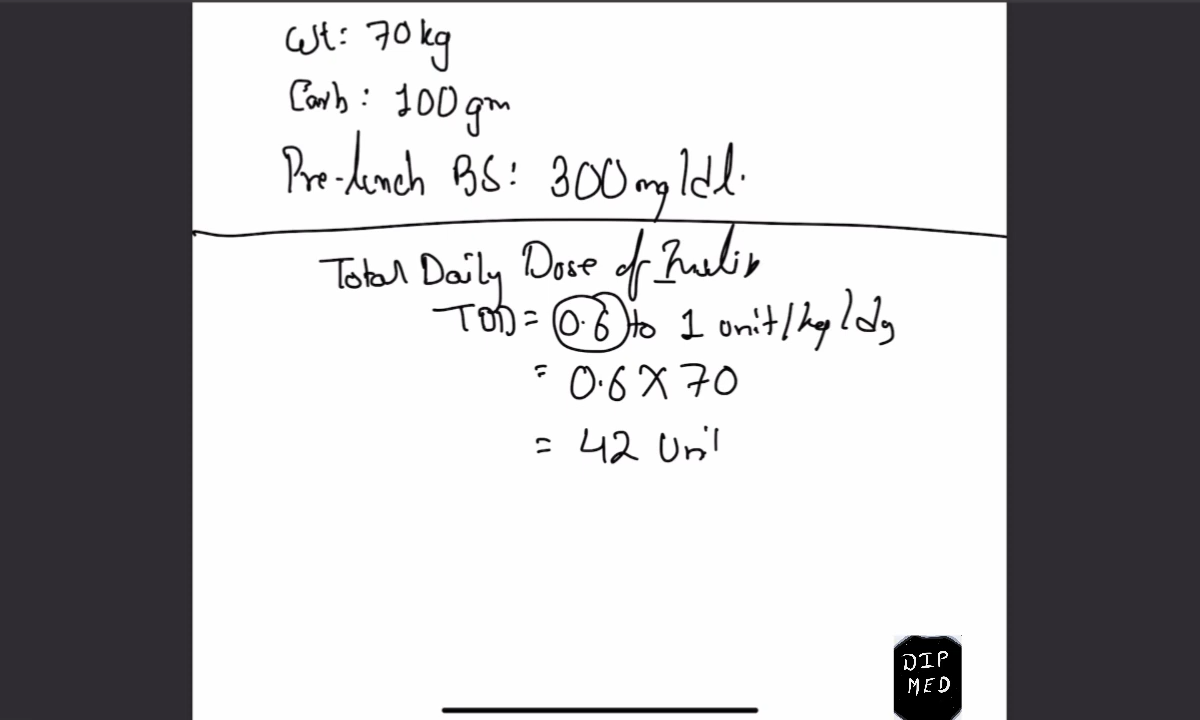 Wt: 70 kg
Carb: 100 gm
Pre-lunch BS: 300 mg/dl.
Total Daily Dose of Insulin
TDD = 0.6 to 1 unit/kg/dy
= 0.6 X 70
= 42 Unit
DIP
MED